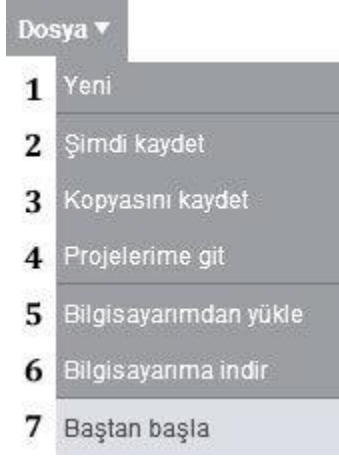 Dosya ▼
1 Yeni
2 Şimdi kaydet
3 Kopyasını kaydet
4 Projelerime git
5 Bilgisayarımdan yükle
6 Bilgisayarıma indir
7 Baştan başla